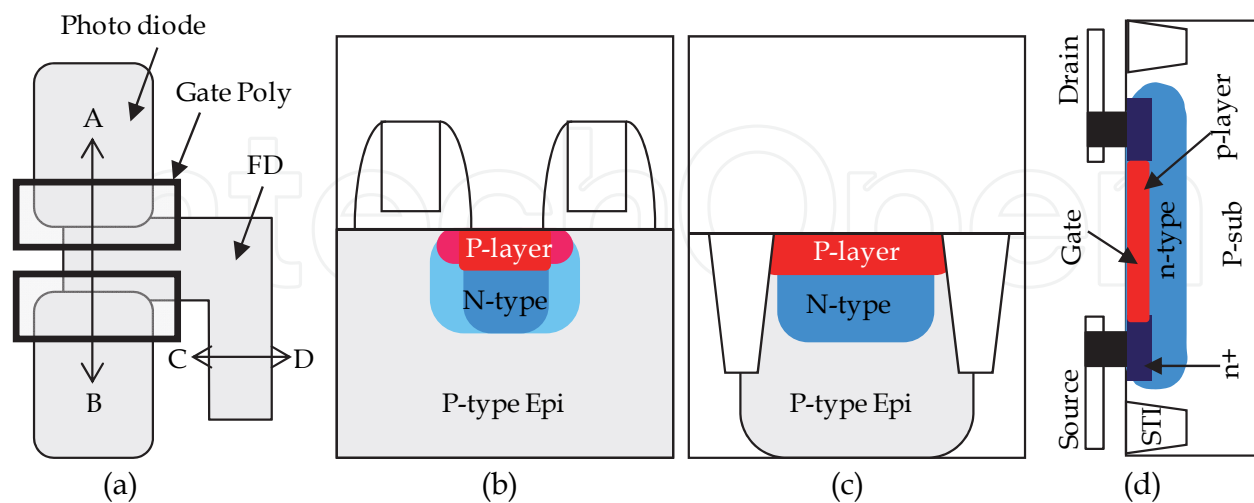 Photo diode
Gate Poly
A
FD
C
D
B
(a)
P-layer
N-type
P-type Epi
(b)
P-layer
N-type
P-type Epi
(c)
Drain
Gate
Source
p-layer
n-type
P-sub
n+
STI
(d)
IntechOpen